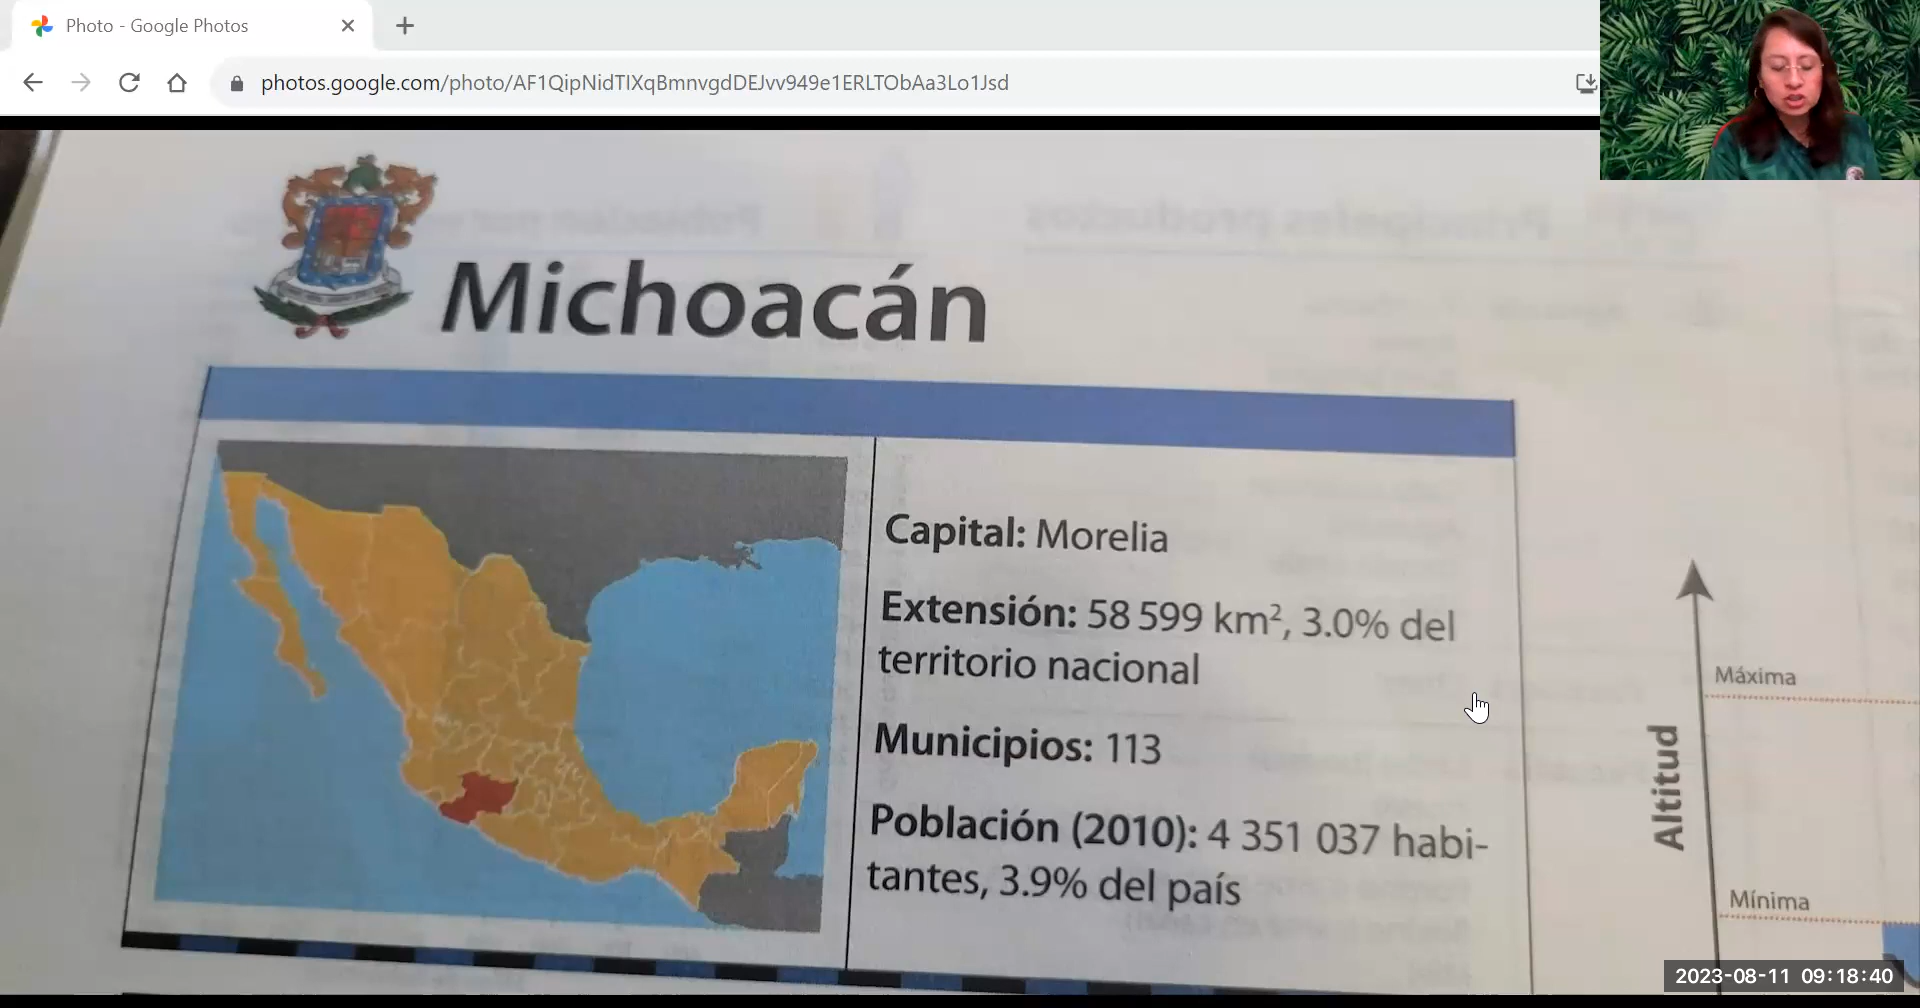 Photo - Google Photos
photos.google.com/photo/AF1QipNidTIXqBmnvgdDEJvv949e1ERLTObAa3Lo1Jsd
Michoacán
Capital: Morelia
Extensión: 58 599 km², 3.0% del
territorio nacional
Municipios: 113
Población (2010): 4 351 037 habi-
tantes, 3.9% del país
Altitud
Máxima
Mínima
2023-08-11 09:18:40